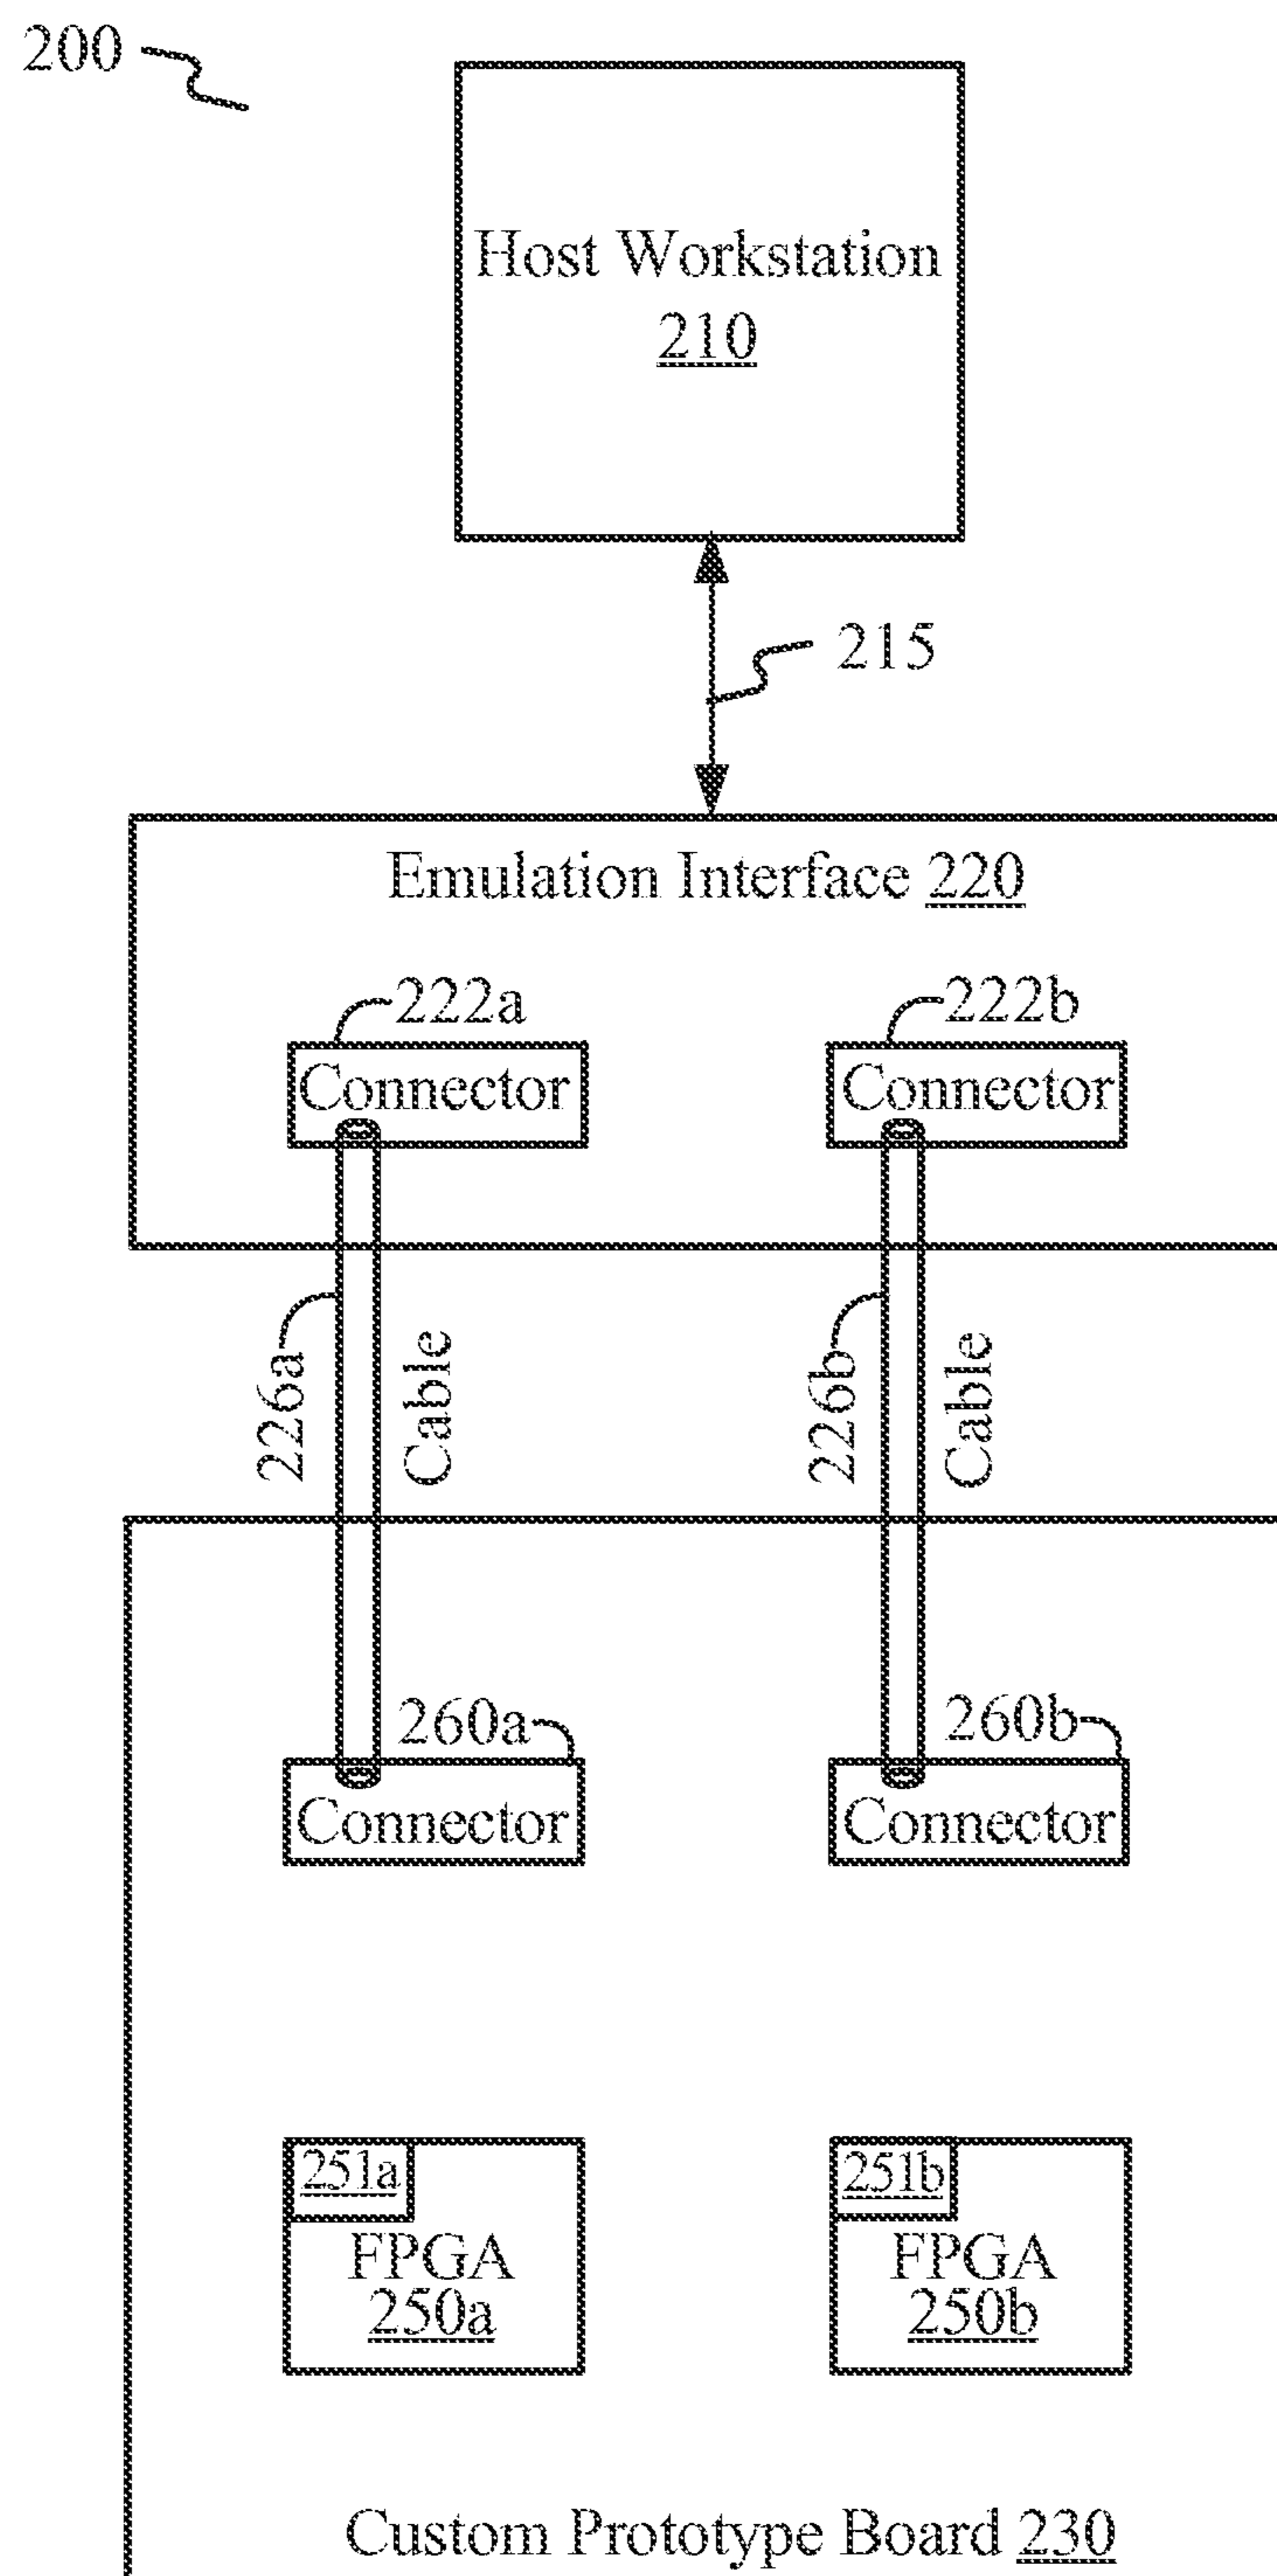 200
Host Workstation
210
215
Emulation Interface 220
222a
222b
Connector
Connector
226a
Cable
226b
Cable
260a
260b
Connector
Connector
251a
251b
FPGA
250a
FPGA
250b
Custom Prototype Board 230